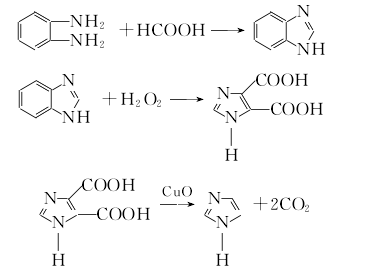 NH₂ NH₂ +HCOOH → N NH
N NH +H₂O₂ → N N H COOH COOH
N N H COOH COOH CuO → N N H +2CO₂